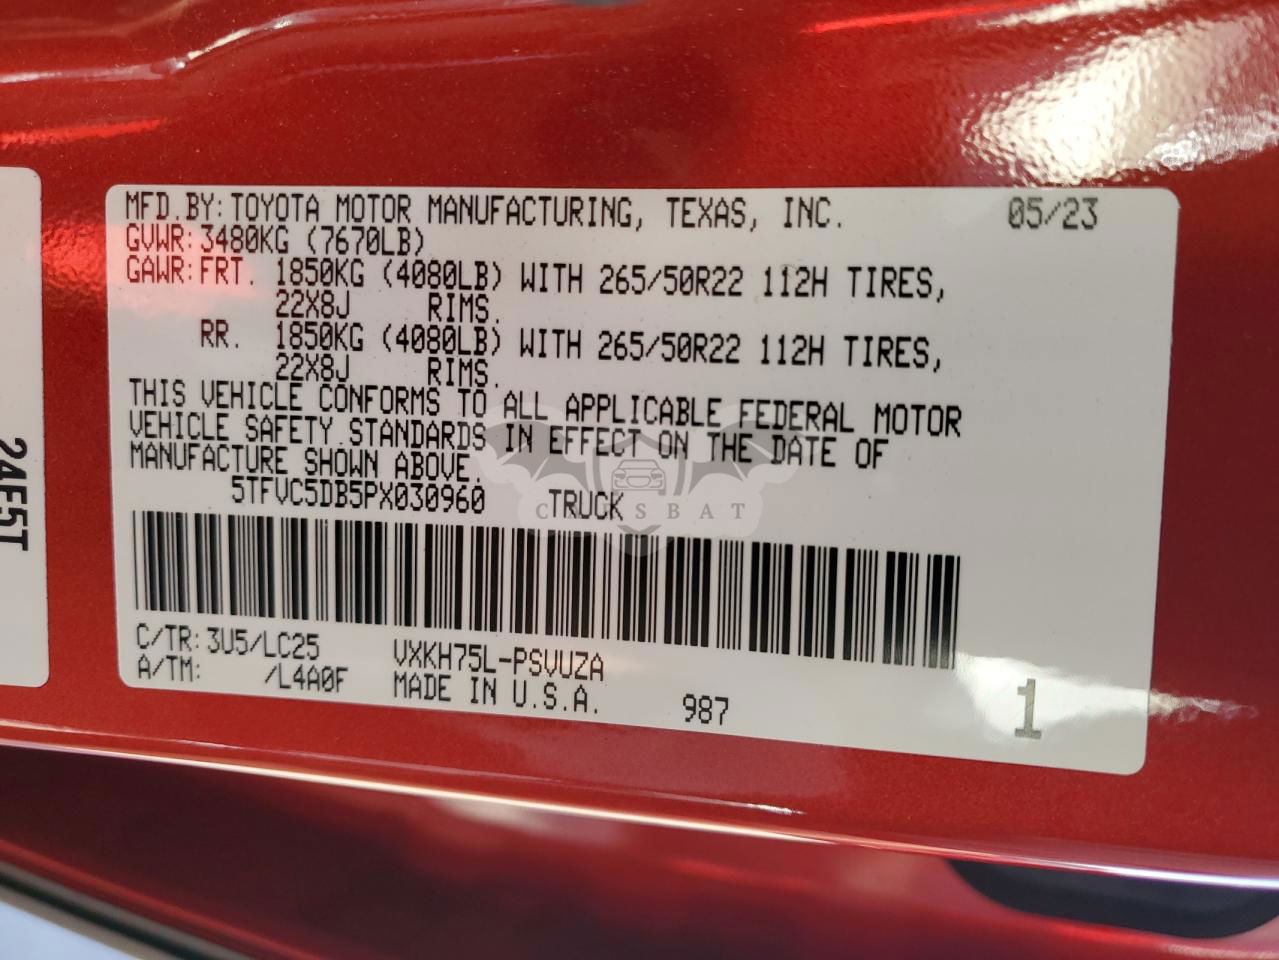 MFD.BY:TOYOTA MOTOR MANUFACTURING, TEXAS, INC. 05/23
GVWR:3480KG (7670LB)
GAWR:FRT. 1850KG (4080LB) WITH 265/50R22 112H TIRES,
22X8J RIMS.
RR. 1850KG (4080LB) WITH 265/50R22 112H TIRES,
22X8J RIMS.
THIS VEHICLE CONFORMS TO ALL APPLICABLE FEDERAL MOTOR
VEHICLE SAFETY STANDARDS IN EFFECT ON THE DATE OF
MANUFACTURE SHOWN ABOVE.
5TFVC5DB5PX030960 TRUCK
C/TR:3U5/LC25 VXKH75L-PSVUZA
A/TM: /L4A0F MADE IN U.S.A. 987 1
24E5T